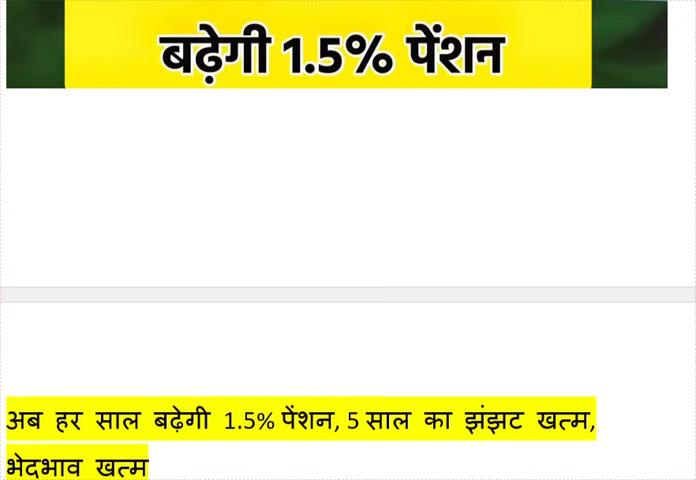 बढ़ेगी 1.5% पेंशन
अब हर साल बढ़ेगी 1.5% पेंशन, 5 साल का झंझट खत्म,
भेदभाव खत्म